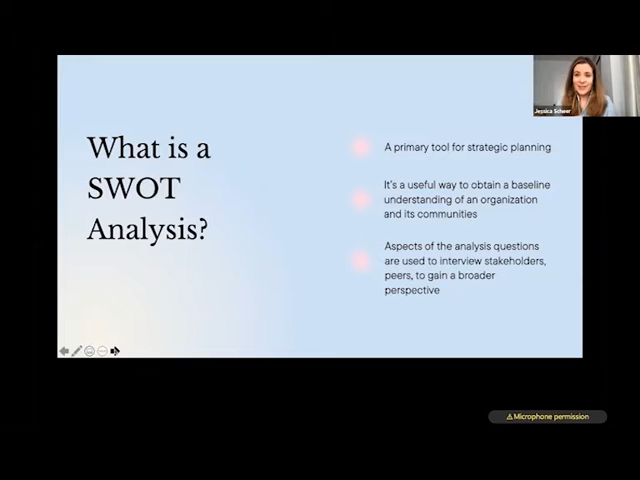 Jessica Scheer
What is a
SWOT
Analysis?
A primary tool for strategic planning
It's a useful way to obtain a baseline
understanding of an organization
and its communities
Aspects of the analysis questions
are used to interview stakeholders,
peers, to gain a broader
perspective
⚠ Microphone permission